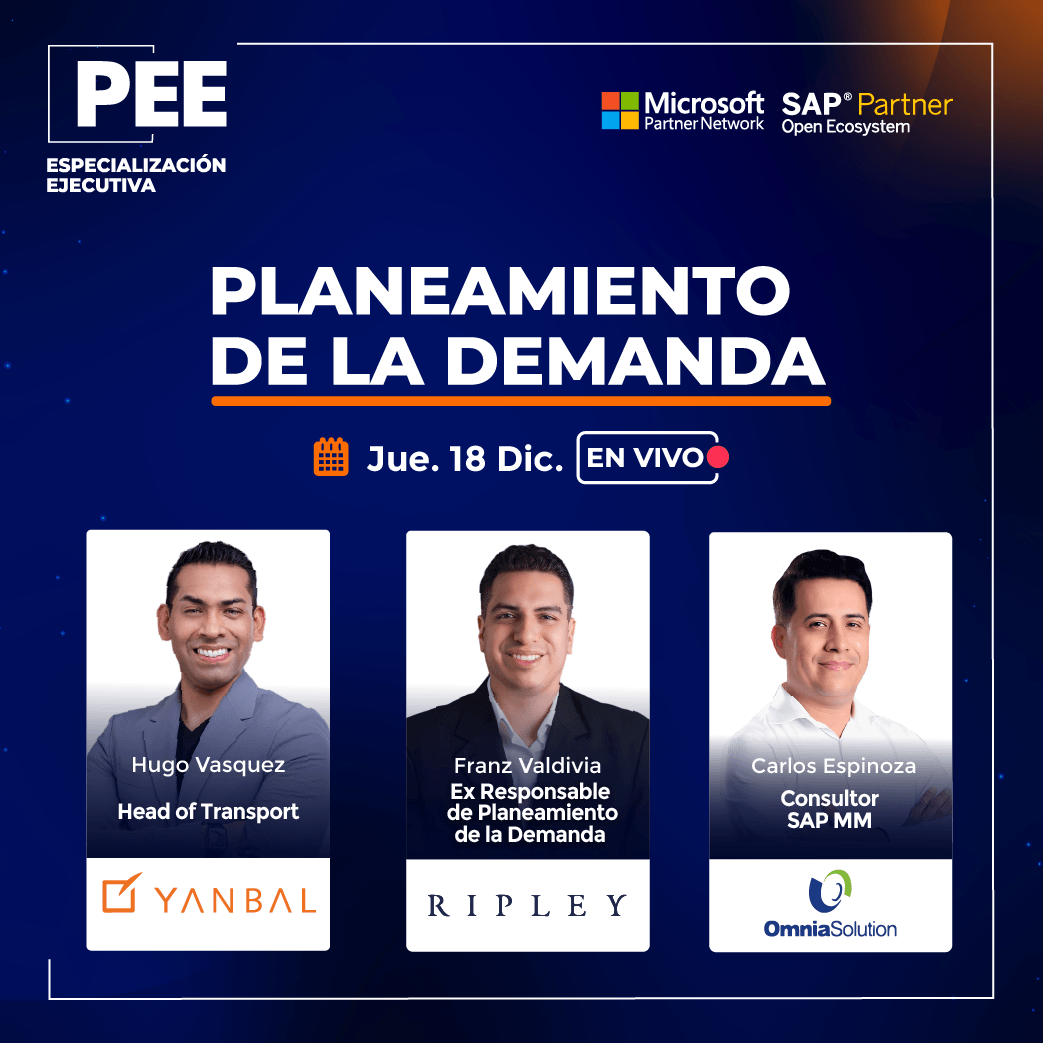 PEE
ESPECIALIZACIÓN
EJECUTIVA
Microsoft
Partner Network
SAP® Partner
Open Ecosystem
PLANEAMIENTO
DE LA DEMANDA
Jue. 18 Dic.
EN VIVO
Hugo Vasquez
Head of Transport
YANBAL
Franz Valdivia
Ex Responsable
de Planeamiento
de la Demanda
RIPLEY
Carlos Espinoza
Consultor
SAP MM
OmniaSolution